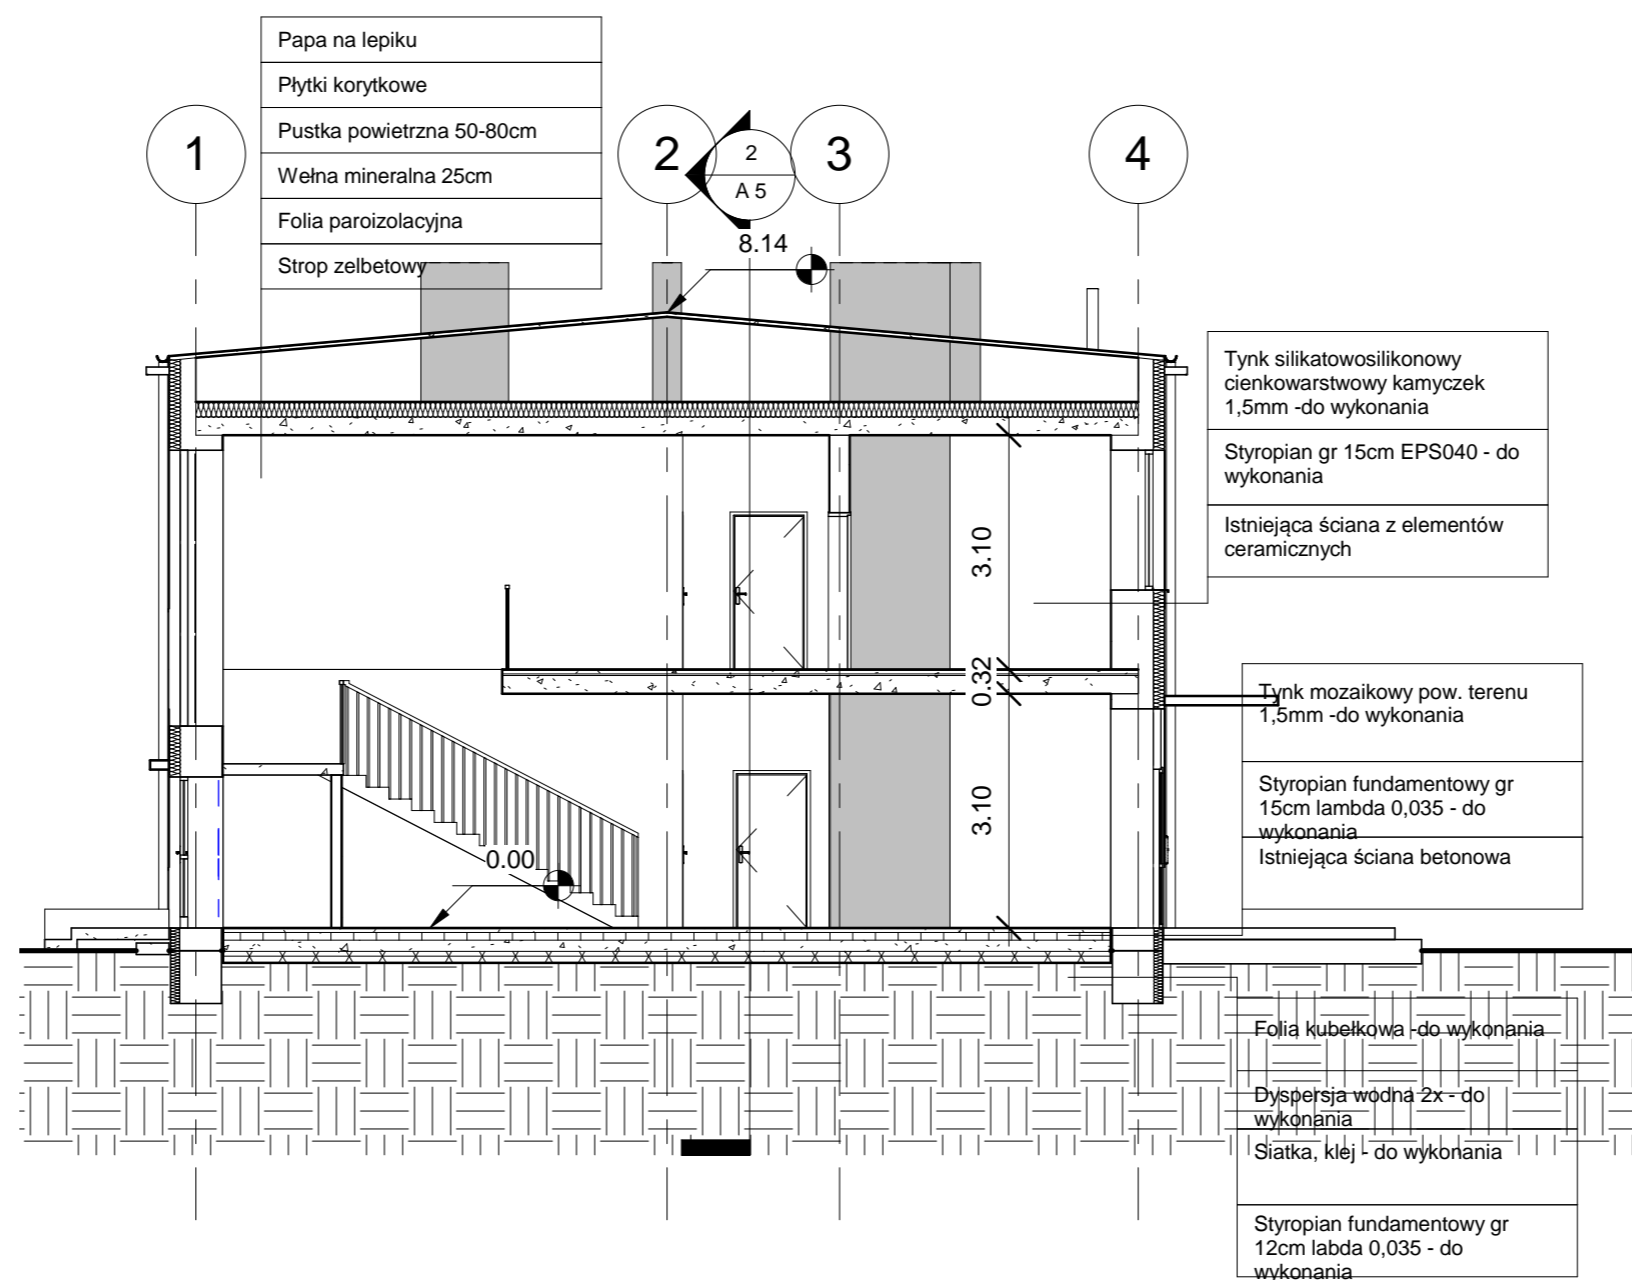 Papa na lepiku
Płytki korytkowe
Pustka powietrzna 50-80cm
Wełna mineralna 25cm
Folia paroizolacyjna
Strop zelbetowy
1
2
2
A 5
3
4
8.14
Tynk silikatowosilikonowy
cienkowarstwowy kamyczek
1,5mm -do wykonania
Styropian gr 15cm EPS040 - do
wykonania
Istniejąca ściana z elementów
ceramicznych
3.10
0.32
3.10
0.00
Tynk mozaikowy pow. terenu
1,5mm -do wykonania
Styropian fundamentowy gr
15cm lambda 0,035 - do
wykonania
Istniejąca ściana betonowa
Folia kubełkowa -do wykonania
Dyspersja wodna 2x - do
wykonania
Siatka, klej - do wykonania
Styropian fundamentowy gr
12cm labda 0,035 - do
wykonania